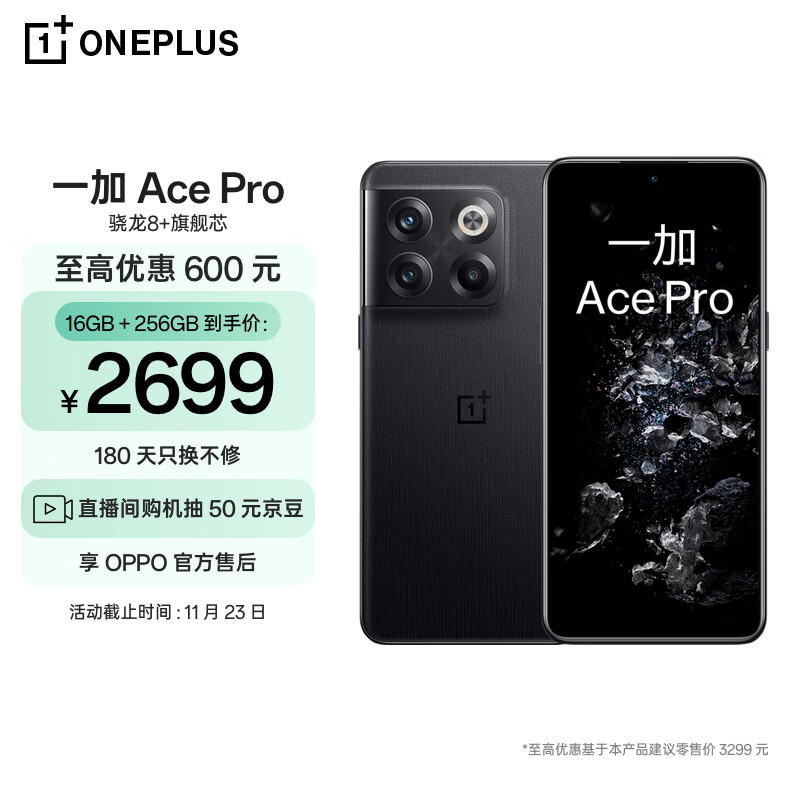 1+ ONEPLUS
一加 Ace Pro
骁龙8+旗舰芯
至高优惠 600 元
16GB + 256GB 到手价:
¥2699
180 天只换不修
直播间购机抽 50 元京豆
享 OPPO 官方售后
活动截止时间 : 11 月 23 日
一加
Ace Pro
1+
*至高优惠基于本产品建议零售价 3299 元